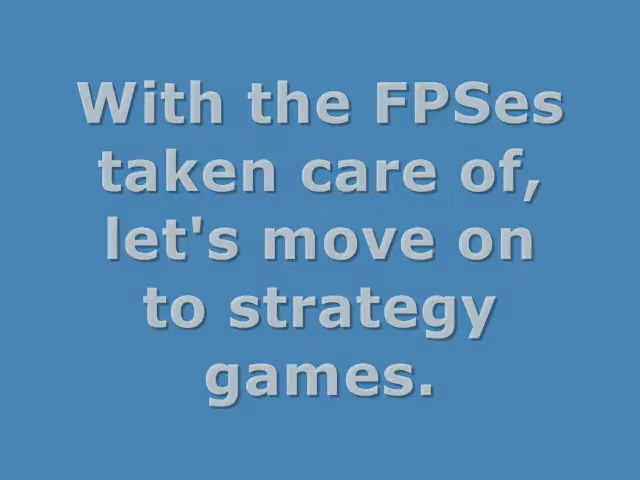 With the FPSes
taken care of,
let's move on
to strategy
games.